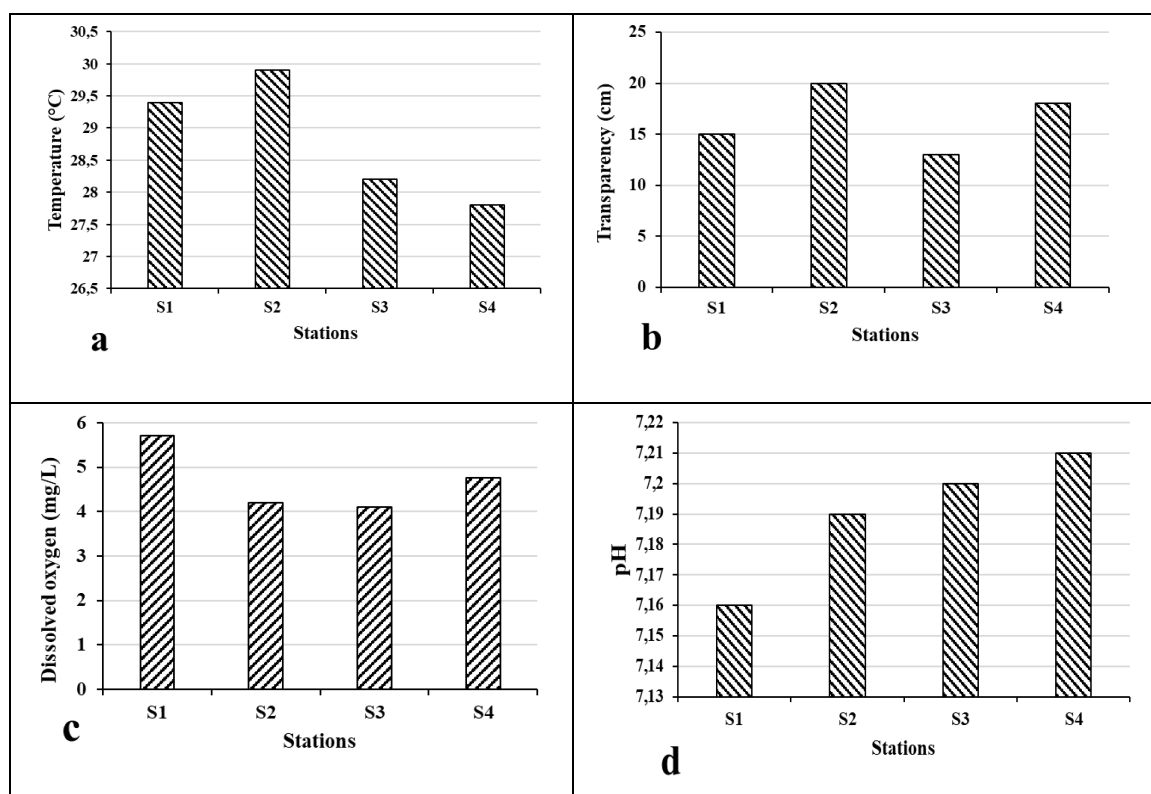 Temperature (°C)
30,5
30
29,5
29
28,5
28
27,5
27
26,5
S1 S2 S3 S4
Stations
a
Transparency (cm)
25
20
15
10
5
0
S1 S2 S3 S4
Stations
b
Dissolved oxygen (mg/L)
6
5
4
3
2
1
0
S1 S2 S3 S4
Stations
c
pH
7,22
7,21
7,2
7,19
7,18
7,17
7,16
7,15
7,14
7,13
S1 S2 S3 S4
Stations
d